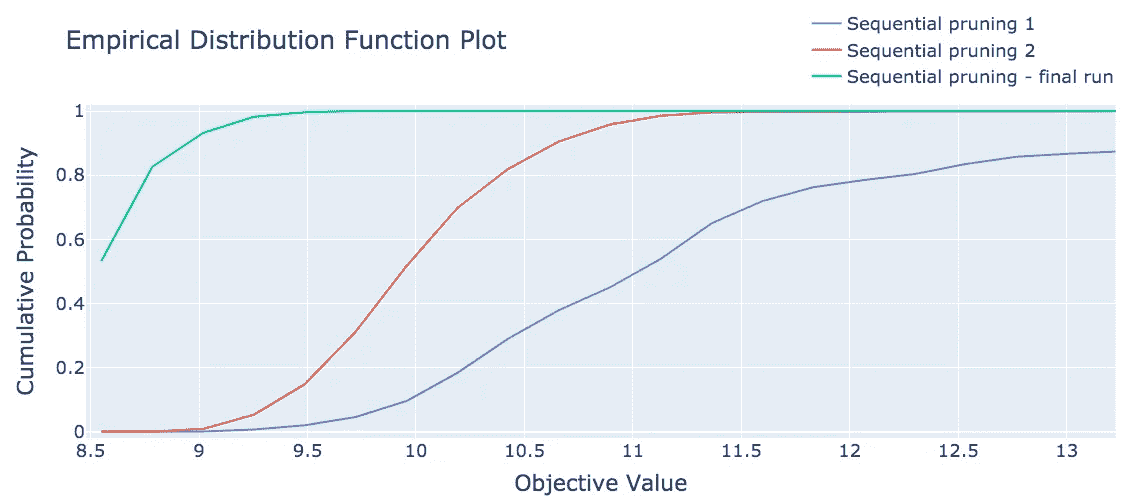 Empirical Distribution Function Plot
Sequential pruning 1
Sequential pruning 2
Sequential pruning - final run
Cumulative Probability
1
0.8
0.6
0.4
0.2
0
8.5 9 9.5 10 10.5 11 11.5 12 12.5 13
Objective Value